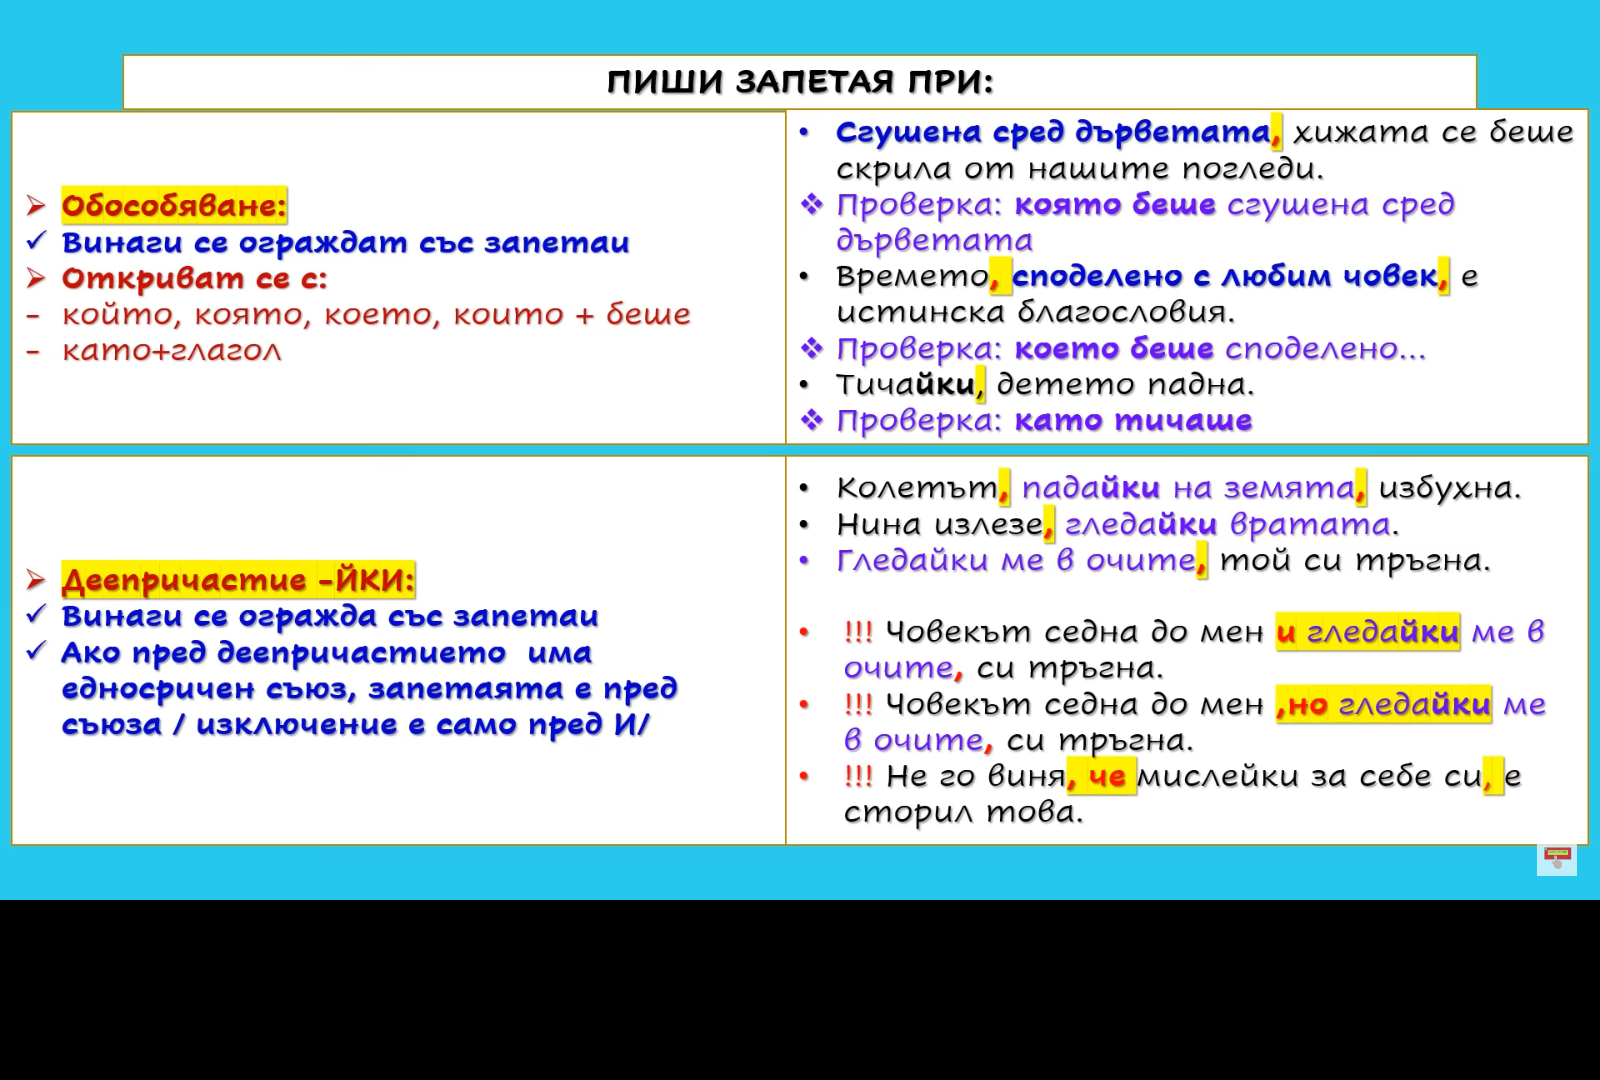 ПИШИ ЗАПЕТАЯ ПРИ:
➢ Обособяване:
✓ Винаги се ограждат със запетаи
➢ Откриват се с:
- който, която, което, които + беше
- като+глагол
• Сгушена сред дърветата, хижата се беше
скрила от нашите погледи.
❖ Проверка: която беше сгушена сред
дърветата
• Времето, споделено с любим човек, е
истинска благословия.
❖ Проверка: което беше споделено...
• Тичайки, детето падна.
❖ Проверка: като тичаше
➢ Деепричастие -ЙКИ:
✓ Винаги се огражда със запетаи
✓ Ако пред деепричастието има
едносричен съюз, запетаята е пред
съюза / изключение е само пред И/
• Колетът, падайки на земята, избухна.
• Нина излезе, гледайки вратата.
• Гледайки ме в очите, той си тръгна.
• !!! Човекът седна до мен и гледайки ме в
очите, си тръгна.
• !!! Човекът седна до мен ,но гледайки ме
в очите, си тръгна.
• !!! Не го виня, че мислейки за себе си, е
сторил това.